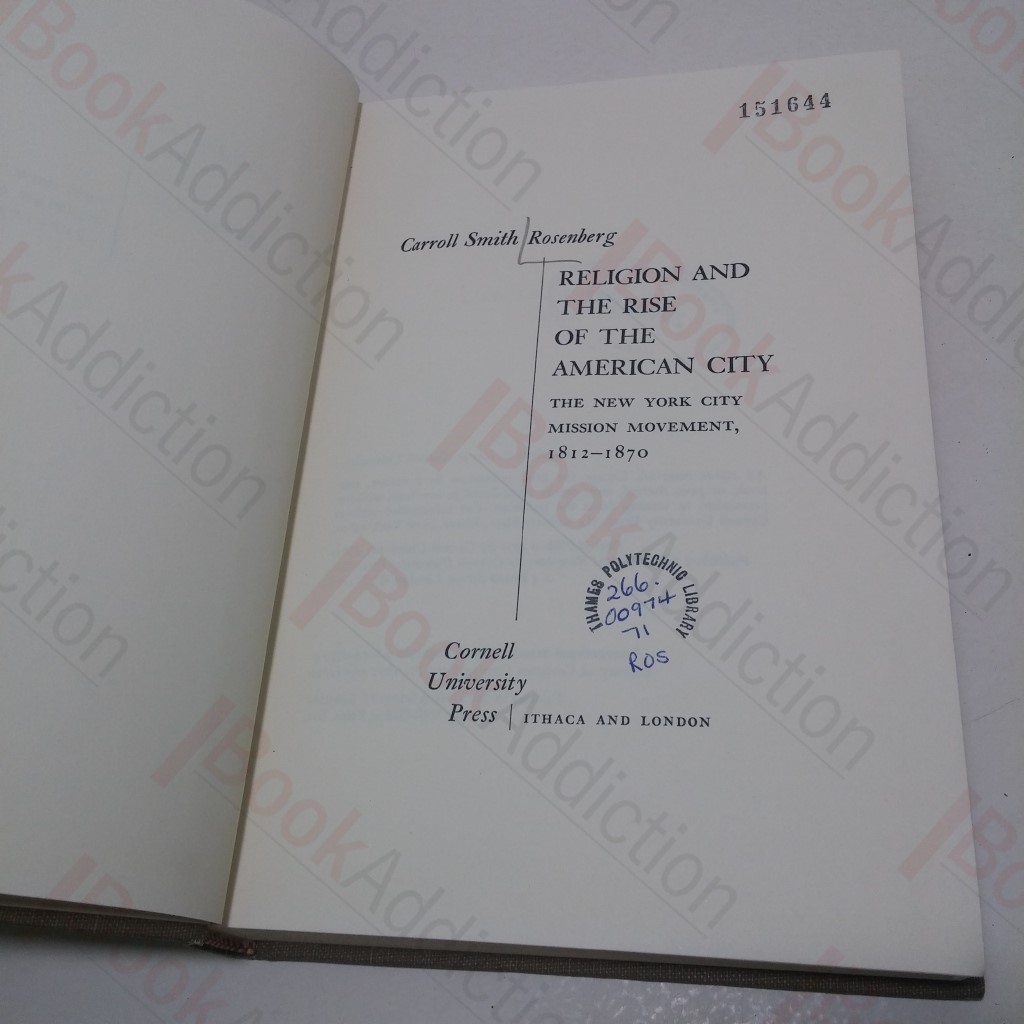 151644
Carroll Smith Rosenberg
RELIGION AND
THE RISE
OF THE
AMERICAN CITY
THE NEW YORK CITY
MISSION MOVEMENT,
1812–1870
THAMES POLYTECHNIC LIBRARY
266.
00974
71
ROS
Cornell
University
Press | ITHACA AND LONDON
BookAddiction